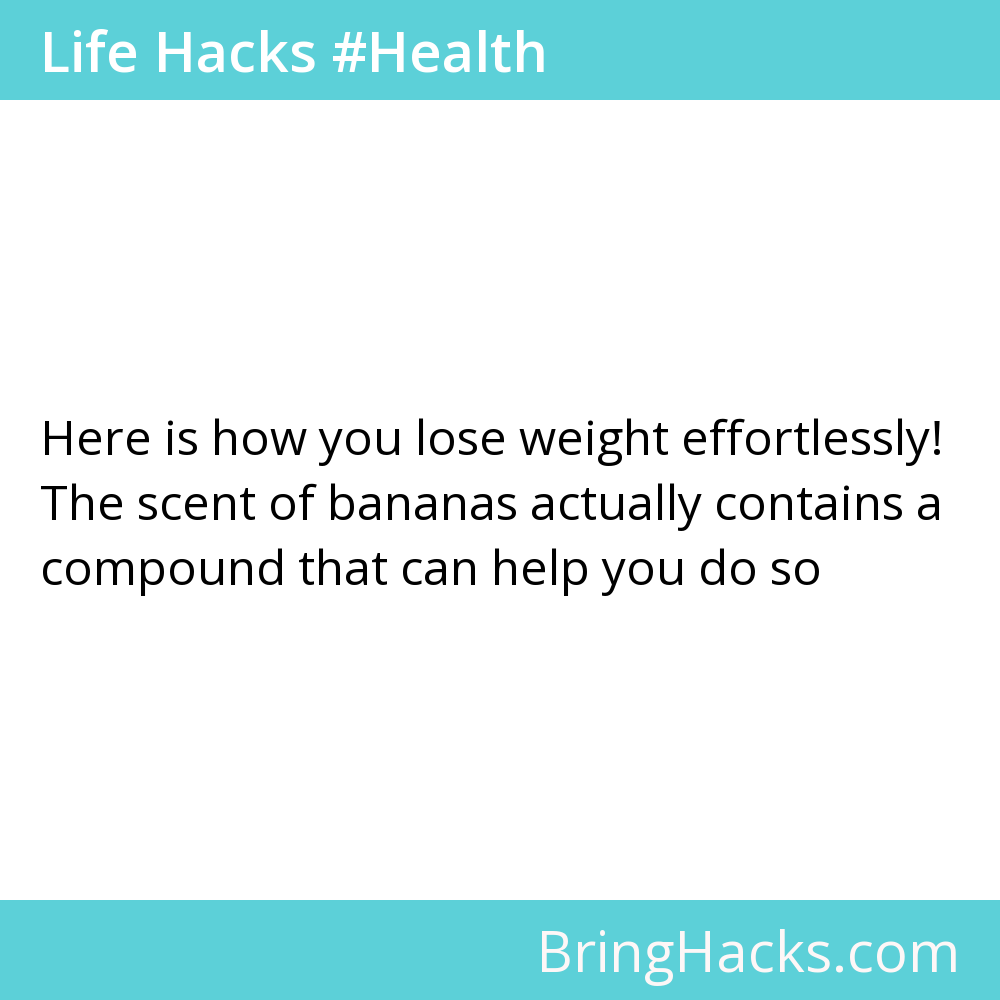 Life Hacks #Health
Here is how you lose weight effortlessly!
The scent of bananas actually contains a
compound that can help you do so
BringHacks.com